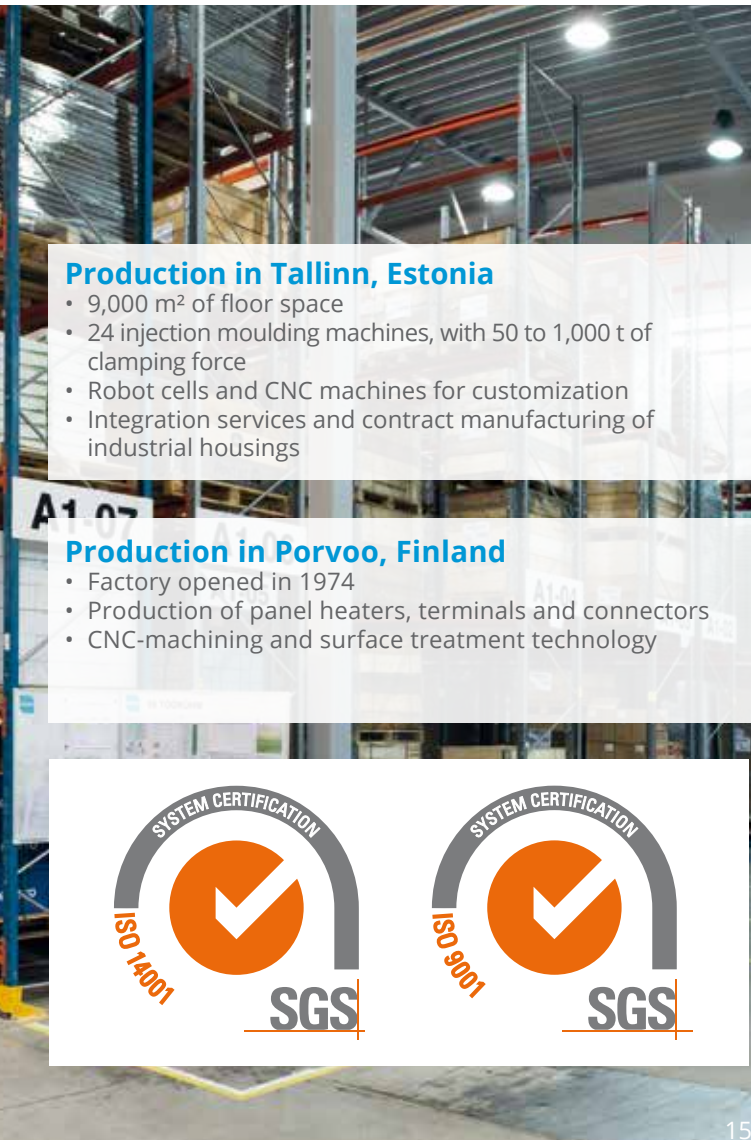 Production in Tallinn, Estonia
• 9,000 m² of floor space
• 24 injection moulding machines, with 50 to 1,000 t of
clamping force
• Robot cells and CNC machines for customization
• Integration services and contract manufacturing of
industrial housings
A1-07
Production in Porvoo, Finland
• Factory opened in 1974
• Production of panel heaters, terminals and connectors
• CNC-machining and surface treatment technology
SYSTEM CERTIFICATION
ISO 14001
SGS
SYSTEM CERTIFICATION
ISO 9001
SGS
15